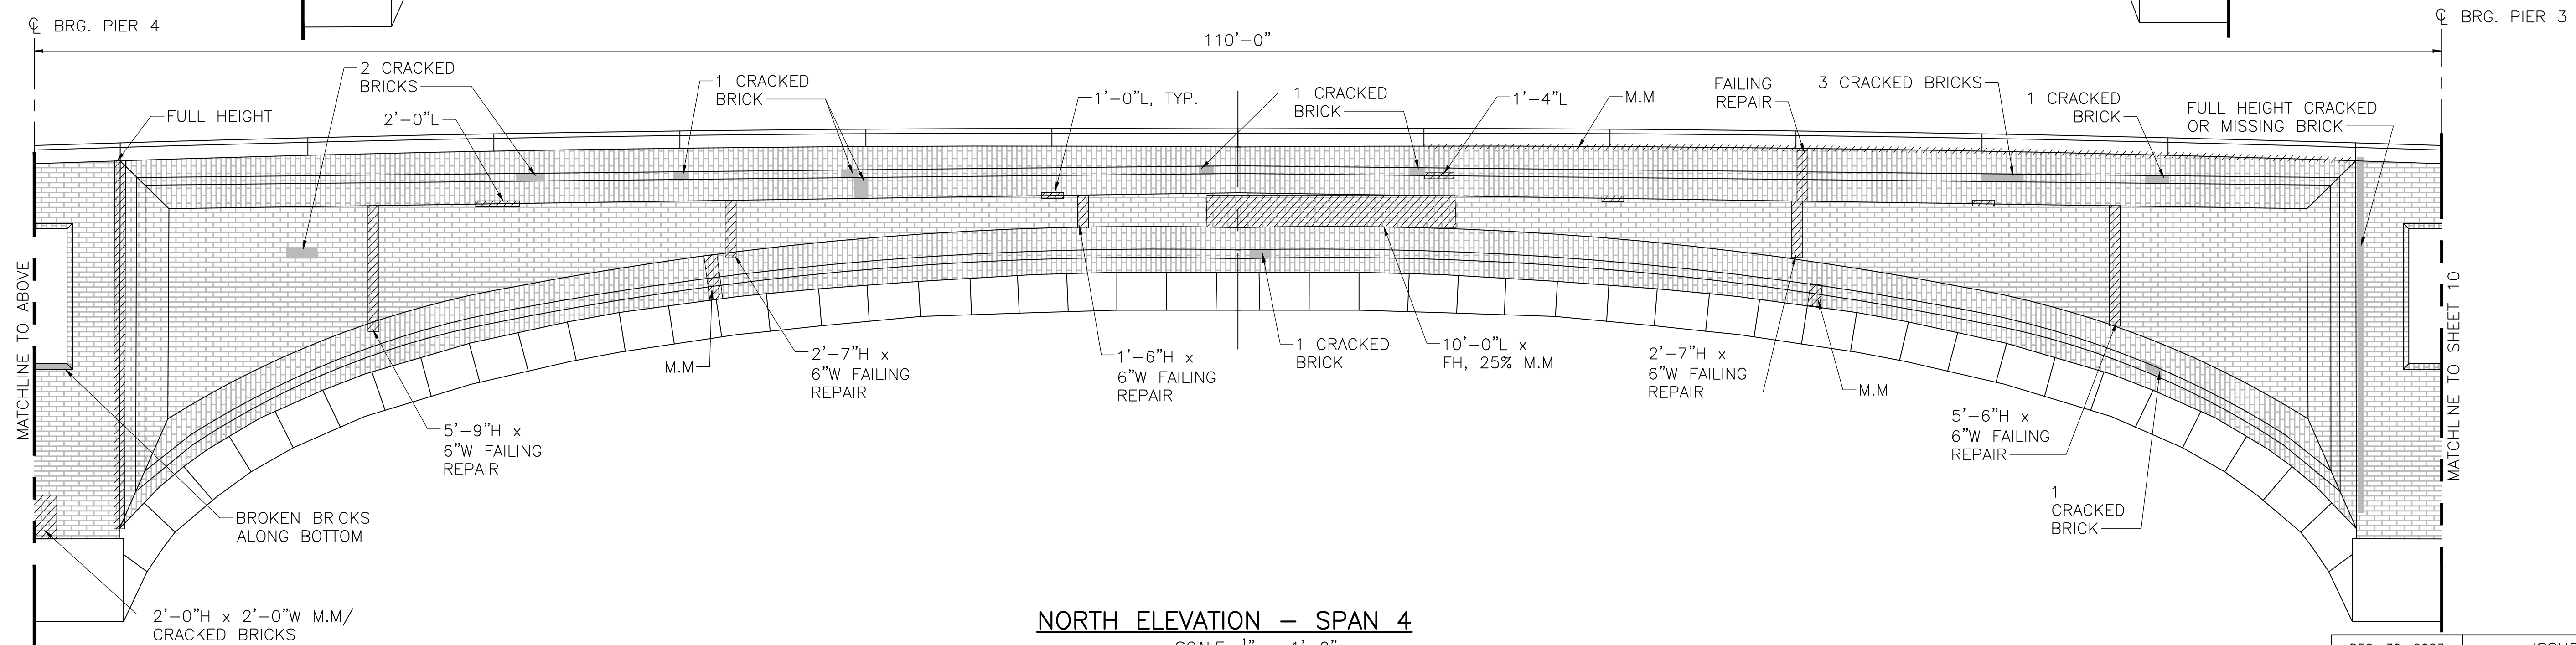 ℄ BRG. PIER 4
℄ BRG. PIER 3
110'-0"
2 CRACKED
BRICKS
1 CRACKED
BRICK
1'-0"L, TYP.
1 CRACKED
BRICK
1'-4"L
M.M
FAILING
REPAIR
3 CRACKED BRICKS
1 CRACKED
BRICK
FULL HEIGHT CRACKED
OR MISSING BRICK
FULL HEIGHT
2'-0"L
MATCHLINE TO ABOVE
MATCHLINE TO SHEET 10
M.M
2'-7"H x
6"W FAILING
REPAIR
1'-6"H x
6"W FAILING
REPAIR
1 CRACKED
BRICK
10'-0"L x
FH, 25% M.M
2'-7"H x
6"W FAILING
REPAIR
M.M
5'-9"H x
6"W FAILING
REPAIR
5'-6"H x
6"W FAILING
REPAIR
1
CRACKED
BRICK
BROKEN BRICKS
ALONG BOTTOM
2'-0"H x 2'-0"W M.M/
CRACKED BRICKS
NORTH ELEVATION – SPAN 4